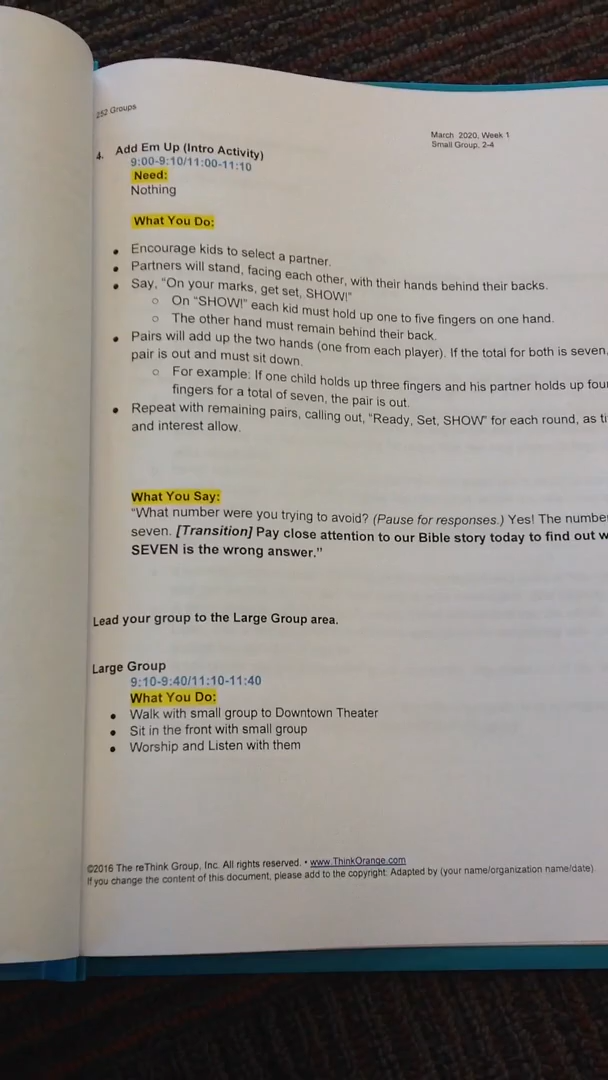 252 Groups
March 2020, Week 1
Small Group, 2-4
4. Add Em Up (Intro Activity)
9:00-9:10/11:00-11:10
Need:
Nothing
What You Do:
• Encourage kids to select a partner.
• Partners will stand, facing each other, with their hands behind their backs.
• Say, “On your marks, get set, SHOW!”
○ On “SHOW!” each kid must hold up one to five fingers on one hand.
○ The other hand must remain behind their back.
• Pairs will add up the two hands (one from each player). If the total for both is seven,
pair is out and must sit down.
○ For example: If one child holds up three fingers and his partner holds up
fingers for a total of seven, the pair is out.
• Repeat with remaining pairs, calling out, “Ready, Set, SHOW” for each round, as
and interest allow.
What You Say:
“What number were you trying to avoid? (Pause for responses.) Yes! The
seven. [Transition] Pay close attention to our Bible story today to find out
SEVEN is the wrong answer.”
Lead your group to the Large Group area.
Large Group
9:10-9:40/11:10-11:40
What You Do:
• Walk with small group to Downtown Theater
• Sit in the front with small group
• Worship and Listen with them
©2016 The reThink Group, Inc. All rights reserved. • www.ThinkOrange.com
If you change the content of this document, please add to the copyright: Adapted by (your name/organization name/date)